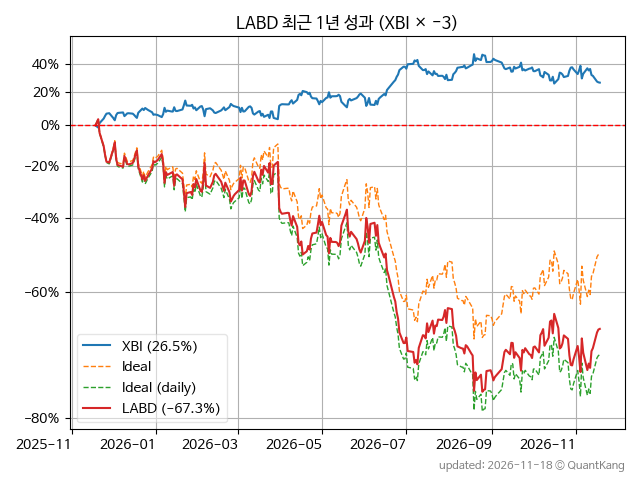 LABD 최근 1년 성과 (XBI × −3)
40%
20%
0%
−20%
−40%
−60%
−80%
XBI (26.5%)
Ideal
Ideal (daily)
LABD (−67.3%)
2025-11
2026-01
2026-03
2026-05
2026-07
2026-09
2026-11
updated: 2026-11-18 © QuantKang